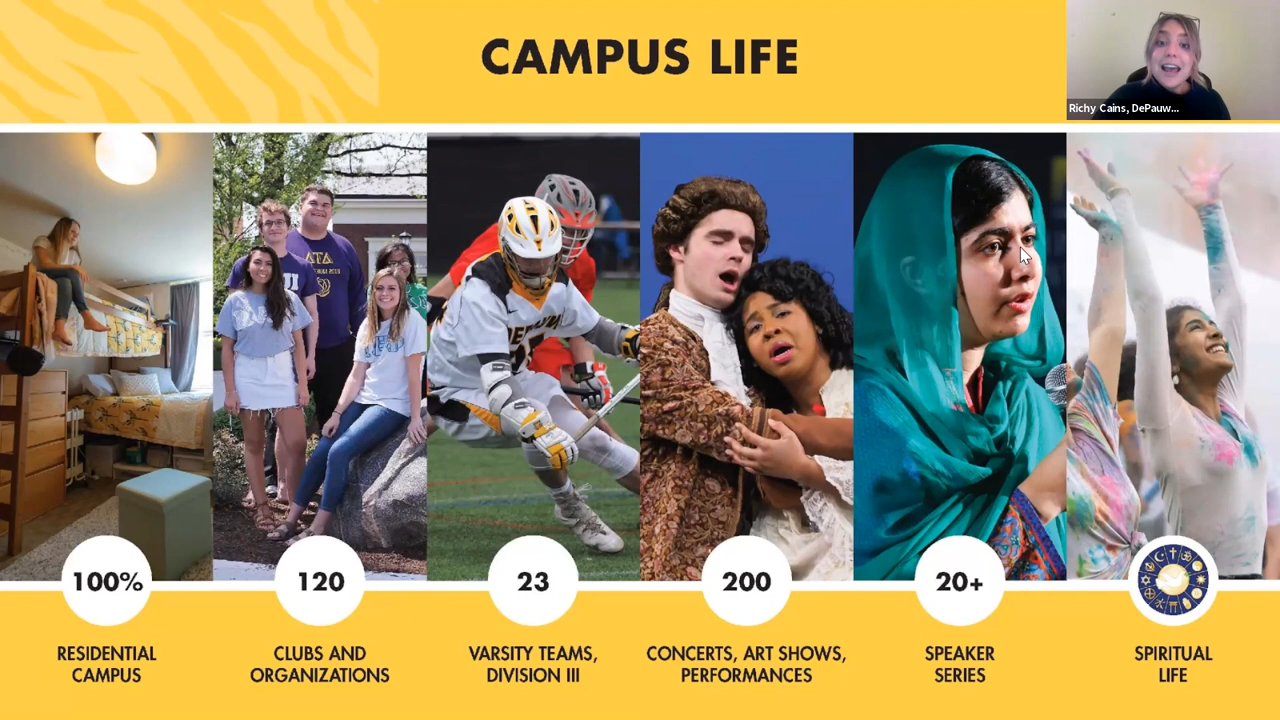 CAMPUS LIFE
Richy Cains, DePauw...
100%
RESIDENTIAL
CAMPUS
120
CLUBS AND
ORGANIZATIONS
23
VARSITY TEAMS,
DIVISION III
200
CONCERTS, ART SHOWS,
PERFORMANCES
20+
SPEAKER
SERIES
SPIRITUAL
LIFE